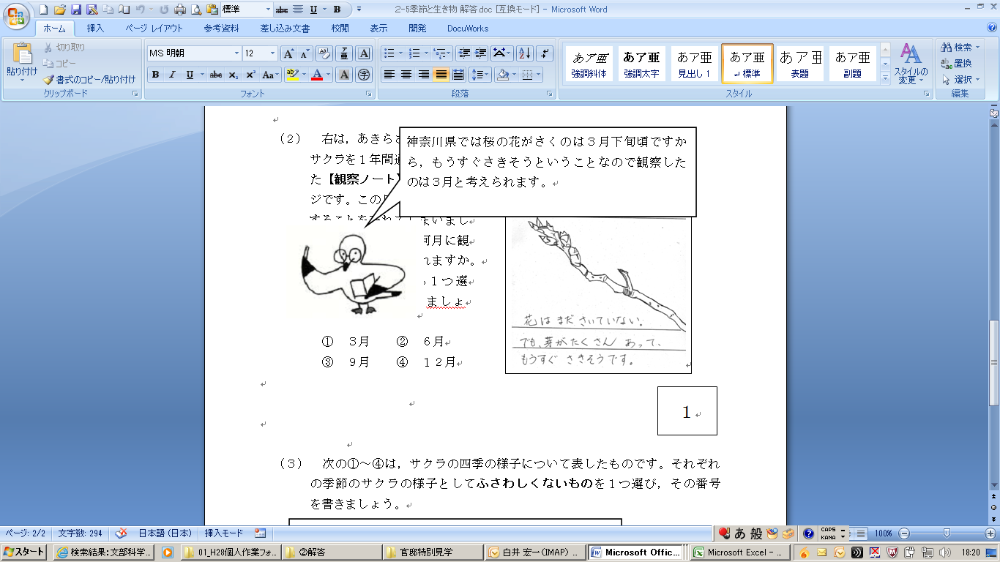 標準
2-5季節と生き物 解答.doc [互換モード] - Microsoft Word
ホーム 挿入 ページ レイアウト 参考資料 差し込み文書 校閲 表示 開発 DocuWorks
貼り付け
切り取り
コピー
書式のコピー/貼り付け
クリップボード
MS 明朝 12
フォント
段落
あア亜 あア亜 あア亜 あア亜 あア亜 あア亜
強調斜体 強調太字 見出し 1 標準 表題 副題
スタイルの
変更
スタイル
検索
置換
選択
編集
(2) 右は,あきら
サクラを1年間
た【観察ノート】
ジです。この
神奈川県では桜の花がさくのは3月下旬頃ですか
ら,もうすぐさきそうということなので観察した
のは3月と考えられます。
まいまし
月に観
ますか。
1つ選
ましょ
① 3月 ② 6月
③ 9月 ④ 12月
花は まだ さいていない。
でも、芽が たくさん あって、
もうすぐ さきそうです。
1
(3) 次の①~④は,サクラの四季の様子について表したものです。それぞれ
の季節のサクラの様子としてふさわしくないものを1つ選び,その番号
を書きましょう。
ページ: 2/2 文字数: 294 日本語 (日本) 挿入モード
あ 般 CAPS
KANA
100%
スタート 検索結果:文部科学... 01_H28個人作業フォ... ②解答 官邸特別見学 白井 宏一(IMAP) ... Microsoft Offic... Microsoft Excel - ... 18:20